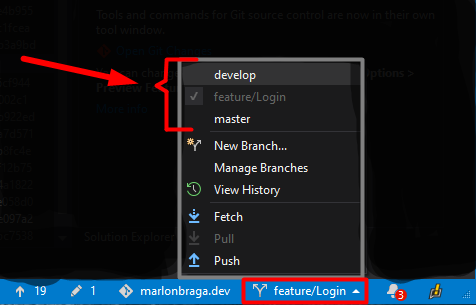 Tools and commands for Git source control are now in their own
tool window.
develop
feature/Login
master
New Branch...
Manage Branches
View History
Fetch
Pull
Push
Solution Explorer
19
1
marlonbraga.dev
feature/Login
3